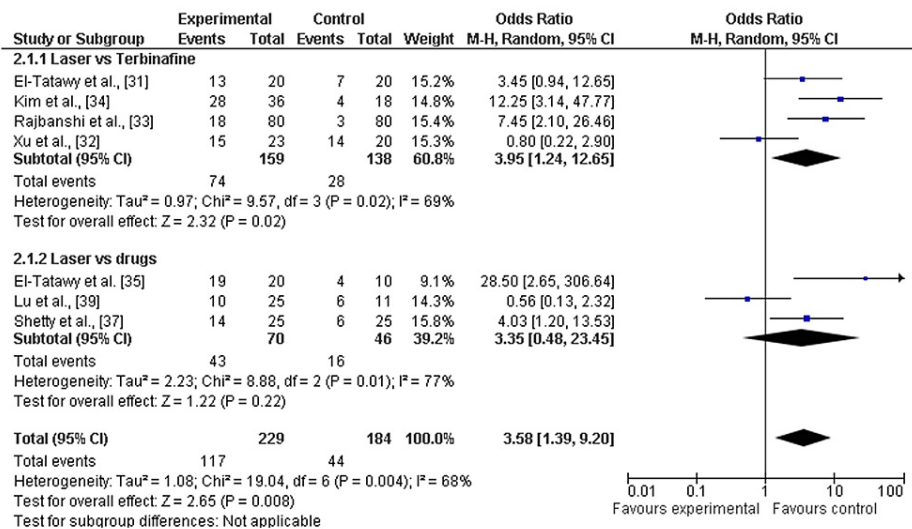 Experimental Control Odds Ratio Odds Ratio
Study or Subgroup Events Total Events Total Weight M-H, Random, 95% CI M-H, Random, 95% CI
2.1.1 Laser vs Terbinafine
El-Tatawy et al., [31] 13 20 7 20 15.2% 3.45 [0.94, 12.65]
Kim et al., [34] 28 36 4 18 14.8% 12.25 [3.14, 47.77]
Rajbanshi et al., [33] 18 80 3 80 15.4% 7.45 [2.10, 26.46]
Xu et al., [32] 15 23 14 20 15.3% 0.80 [0.22, 2.90]
Subtotal (95% CI) 159 138 60.8% 3.95 [1.24, 12.65]
Total events 74 28
Heterogeneity: Tau² = 0.97; Chi² = 9.57, df = 3 (P = 0.02); I² = 69%
Test for overall effect: Z = 2.32 (P = 0.02)
2.1.2 Laser vs drugs
El-Tatawy et al. [35] 19 20 4 10 9.1% 28.50 [2.65, 306.64]
Lu et al., [39] 10 25 6 11 14.3% 0.56 [0.13, 2.32]
Shetty et al., [37] 14 25 6 25 15.8% 4.03 [1.20, 13.53]
Subtotal (95% CI) 70 46 39.2% 3.35 [0.48, 23.45]
Total events 43 16
Heterogeneity: Tau² = 2.23; Chi² = 8.88, df = 2 (P = 0.01); I² = 77%
Test for overall effect: Z = 1.22 (P = 0.22)
Total (95% CI) 229 184 100.0% 3.58 [1.39, 9.20]
Total events 117 44
Heterogeneity: Tau² = 1.08; Chi² = 19.04, df = 6 (P = 0.004); I² = 68%
Test for overall effect: Z = 2.65 (P = 0.008)
Test for subgroup differences: Not applicable
0.01 0.1 1 10 100
Favours experimental Favours control